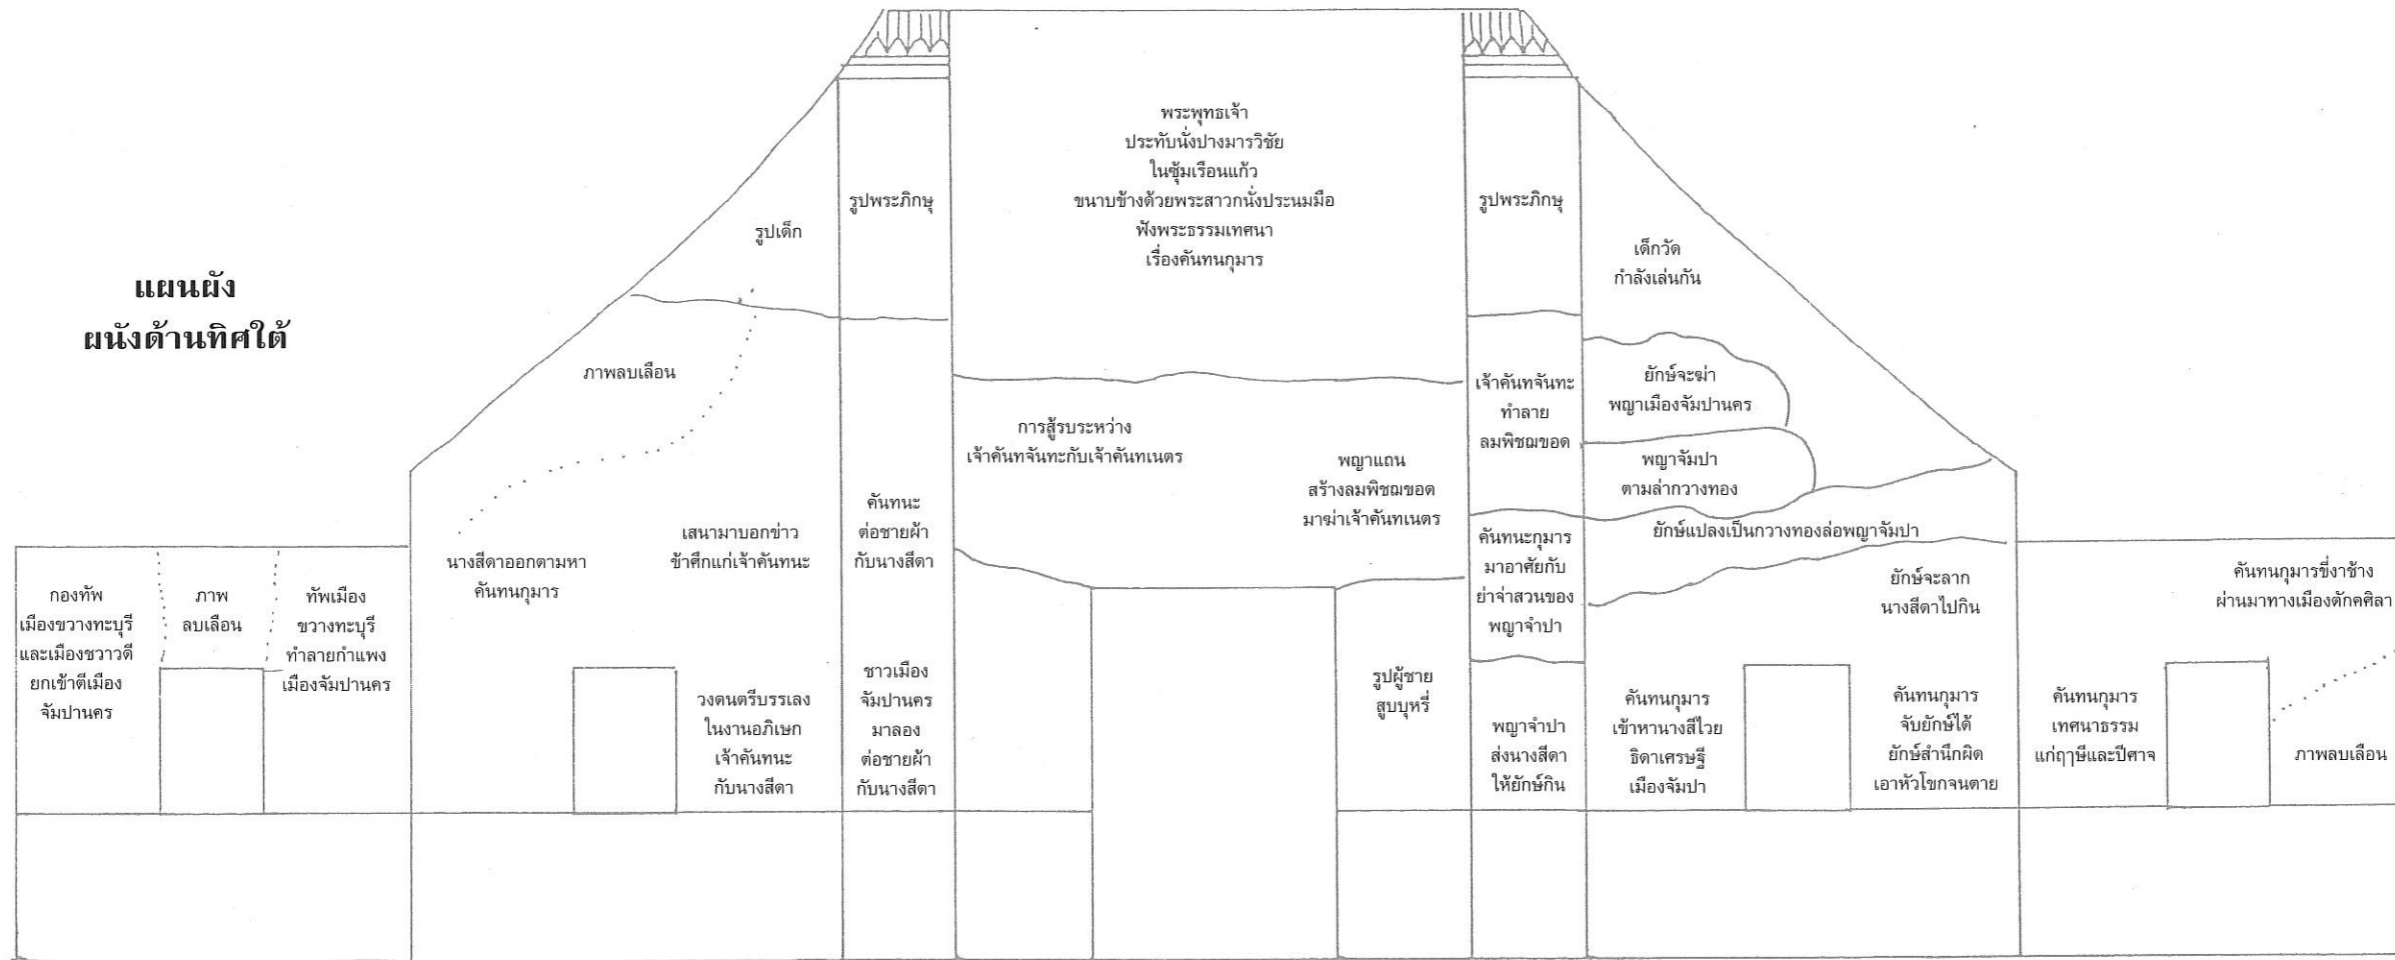 แผนผัง
ผนังด้านทิศใต้
กองทัพ
เมืองขวางทะบุรี
และเมืองชวาวดี
ยกเข้าตีเมือง
จัมปานคร
ภาพ
ลบเลือน
ทัพเมือง
ขวางทะบุรี
ทำลายกำแพง
เมืองจัมปานคร
รูปเด็ก
ภาพลบเลือน
นางสีดาออกตามหา
คันทนกุมาร
เสนามาบอกข่าว
ข้าศึกแก่เจ้าคันทนะ
วงดนตรีบรรเลง
ในงานอภิเษก
เจ้าคันทนะ
กับนางสีดา
รูปพระภิกษุ
คันทนะ
ต่อชายผ้า
กับนางสีดา
ชาวเมือง
จัมปานคร
มาลอง
ต่อชายผ้า
กับนางสีดา
พระพุทธเจ้า
ประทับนั่งปางมารวิชัย
ในซุ้มเรือนแก้ว
ขนาบข้างด้วยพระสาวกนั่งประนมมือ
ฟังพระธรรมเทศนา
เรื่องคันทนกุมาร
การสู้รบระหว่าง
เจ้าคันทจันทะกับเจ้าคันทเนตร
พญาแถน
สร้างลมพิชฌขอด
มาฆ่าเจ้าคันทเนตร
รูปผู้ชาย
สูบบุหรี่
รูปพระภิกษุ
เจ้าคันทจันทะ
ทำลาย
ลมพิชฌขอด
คันทนะกุมาร
มาอาศัยกับ
ย่าจ่าสวนของ
พญาจำปา
พญาจำปา
ส่งนางสีดา
ให้ยักษ์กิน
เด็กวัด
กำลังเล่นกัน
ยักษ์จะฆ่า
พญาเมืองจัมปานคร
พญาจัมปา
ตามล่ากวางทอง
ยักษ์แปลงเป็นกวางทองล่อพญาจัมปา
ยักษ์จะลาก
นางสีดาไปกิน
คันทนกุมาร
เข้าหานางสีไวย
ธิดาเศรษฐี
เมืองจัมปา
คันทนกุมาร
จับยักษ์ได้
ยักษ์สำนึกผิด
เอาหัวโขกจนตาย
คันทนกุมารขี่งาช้าง
ผ่านมาทางเมืองตักคศิลา
คันทนกุมาร
เทศนาธรรม
แก่ฤๅษีและปีศาจ
ภาพลบเลือน